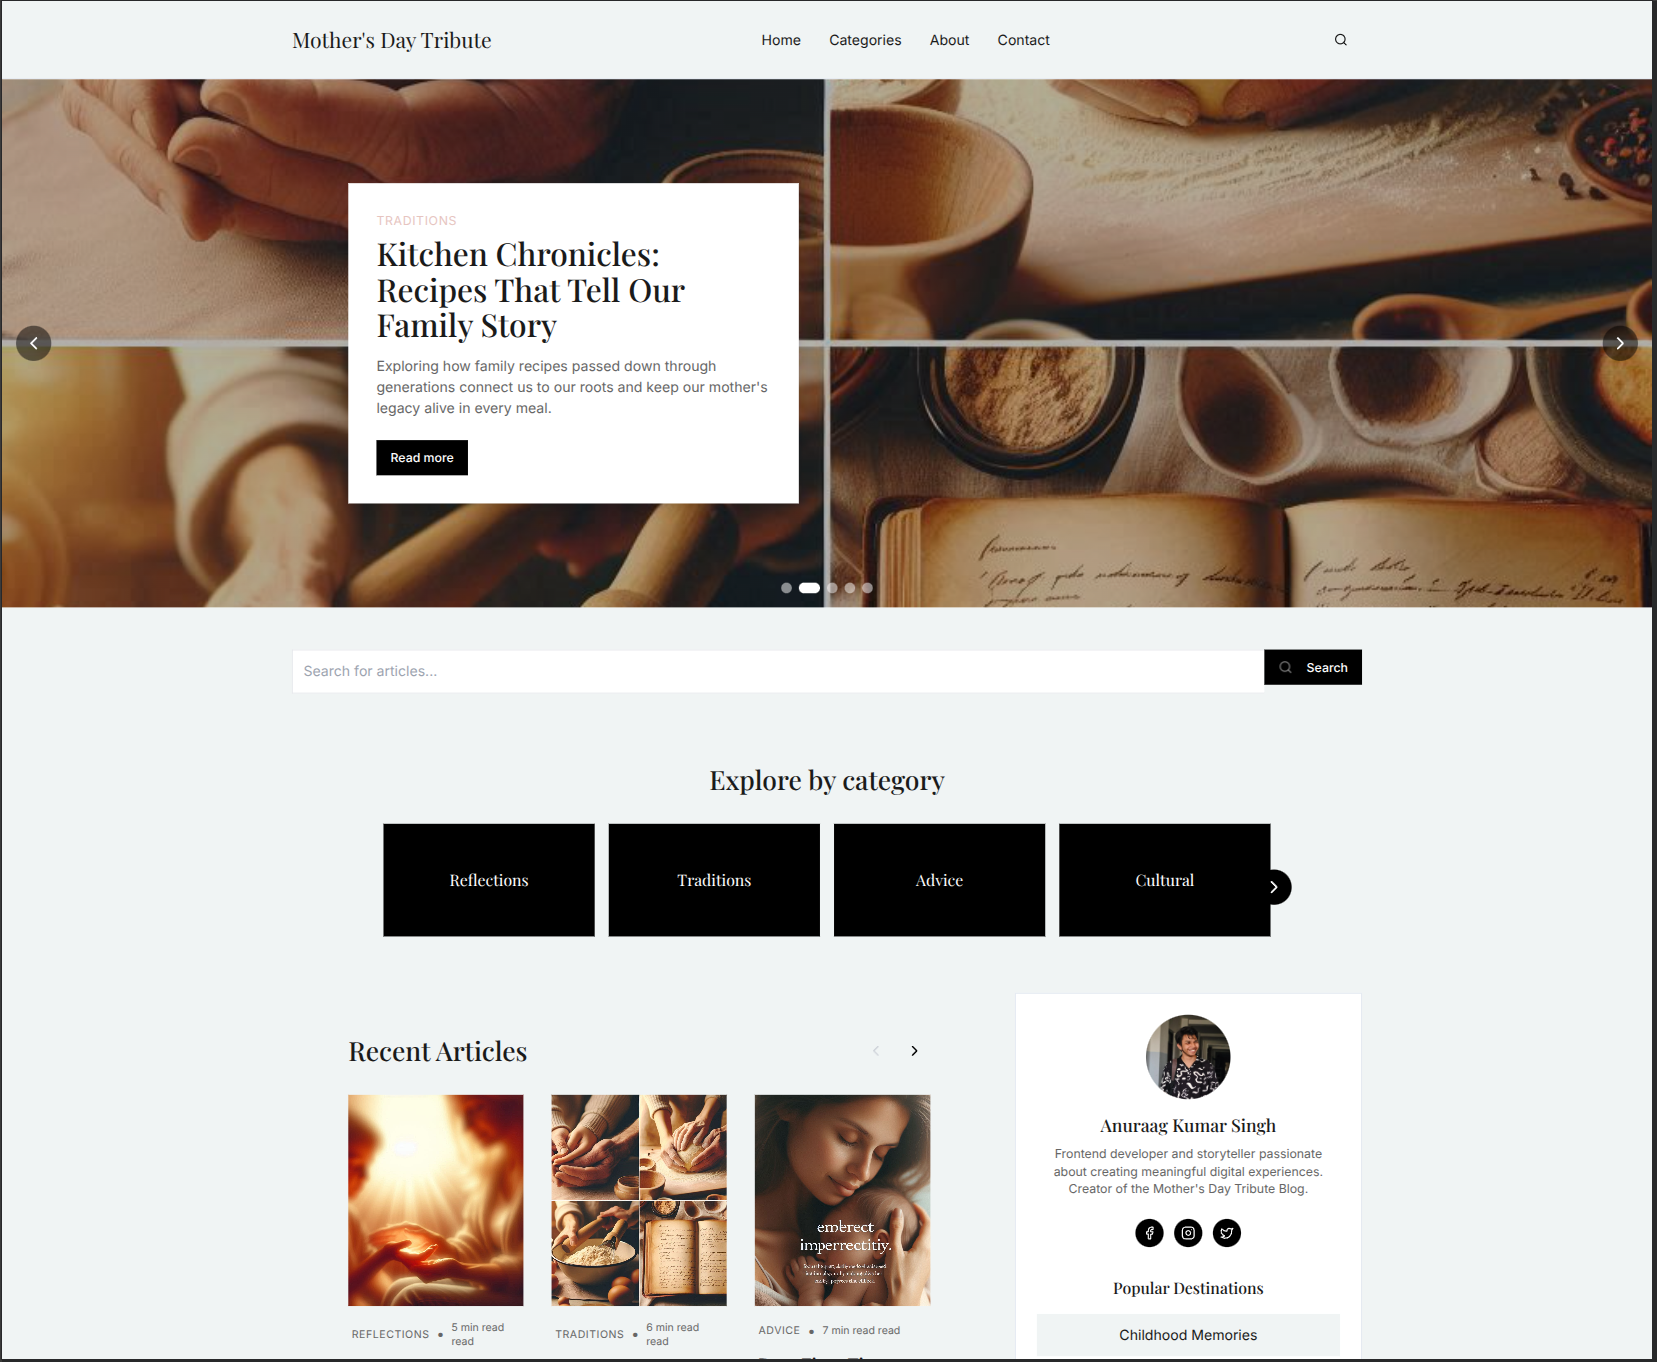 Mother's Day Tribute
Home Categories About Contact
TRADITIONS
Kitchen Chronicles:
Recipes That Tell Our
Family Story
Exploring how family recipes passed down through
generations connect us to our roots and keep our mother's
legacy alive in every meal.
Read more
Search for articles...
Search
Explore by category
Reflections
Traditions
Advice
Cultural
Recent Articles
embrect
imperrectitiy.
REFLECTIONS • 5 min read
read
TRADITIONS • 6 min read
read
ADVICE • 7 min read read
Anuraag Kumar Singh
Frontend developer and storyteller passionate
about creating meaningful digital experiences.
Creator of the Mother's Day Tribute Blog.
Popular Destinations
Childhood Memories